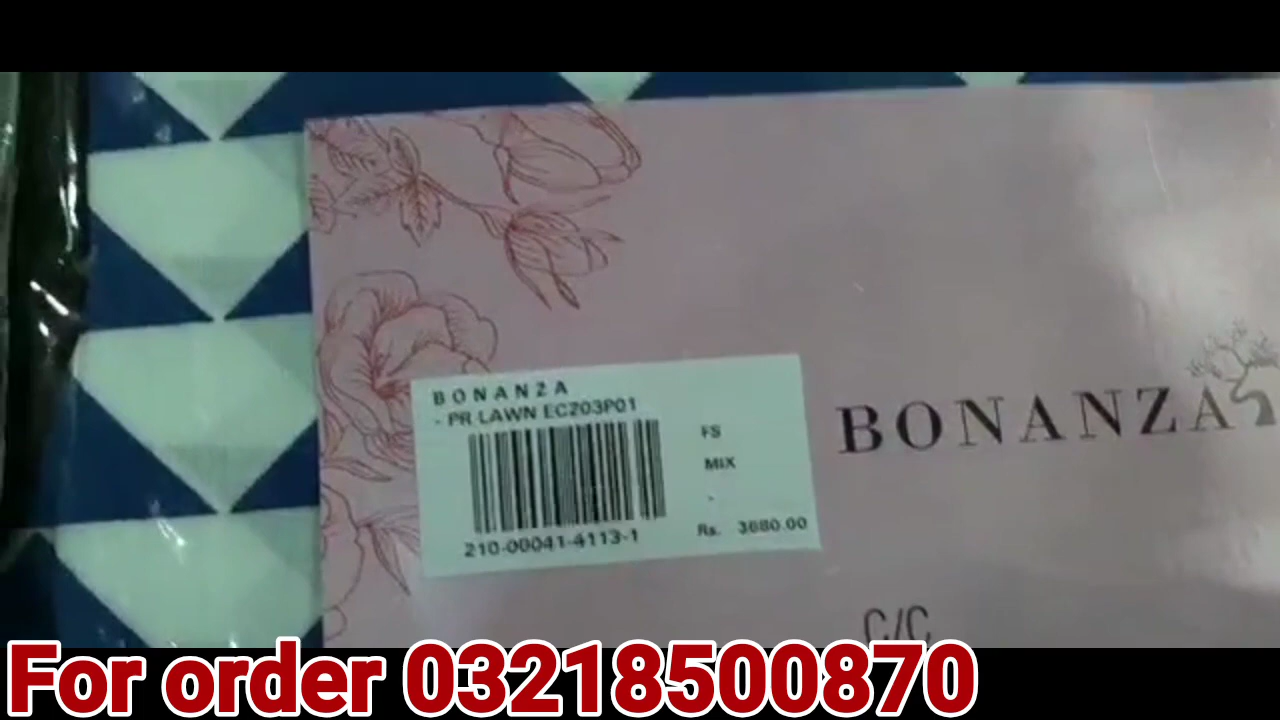 BONANZA
- PR LAWN EC203P01
FS
MIX
-
210-00041-4113-1
Rs. 3680.00
BONANZA
C/C
For order 03218500870